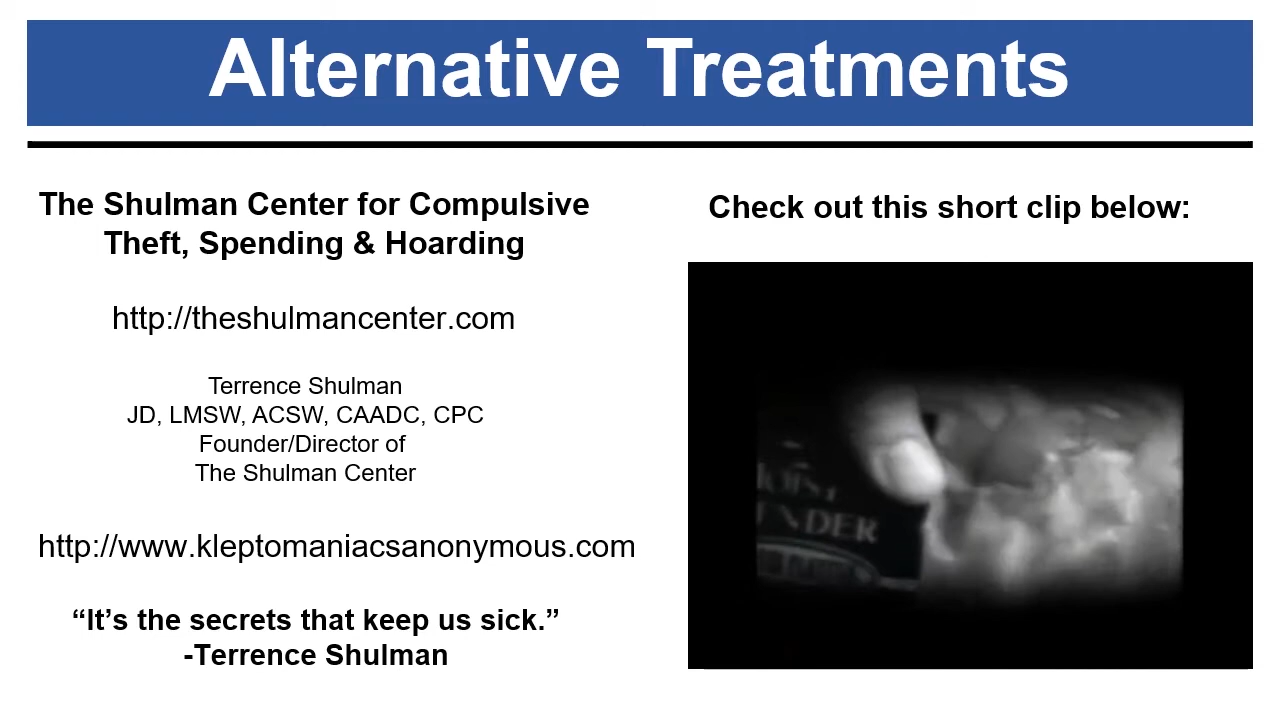 Alternative Treatments
The Shulman Center for Compulsive
Theft, Spending & Hoarding
http://theshulmancenter.com
Terrence Shulman
JD, LMSW, ACSW, CAADC, CPC
Founder/Director of
The Shulman Center
http://www.kleptomaniacsanonymous.com
“It’s the secrets that keep us sick.”
-Terrence Shulman
Check out this short clip below: